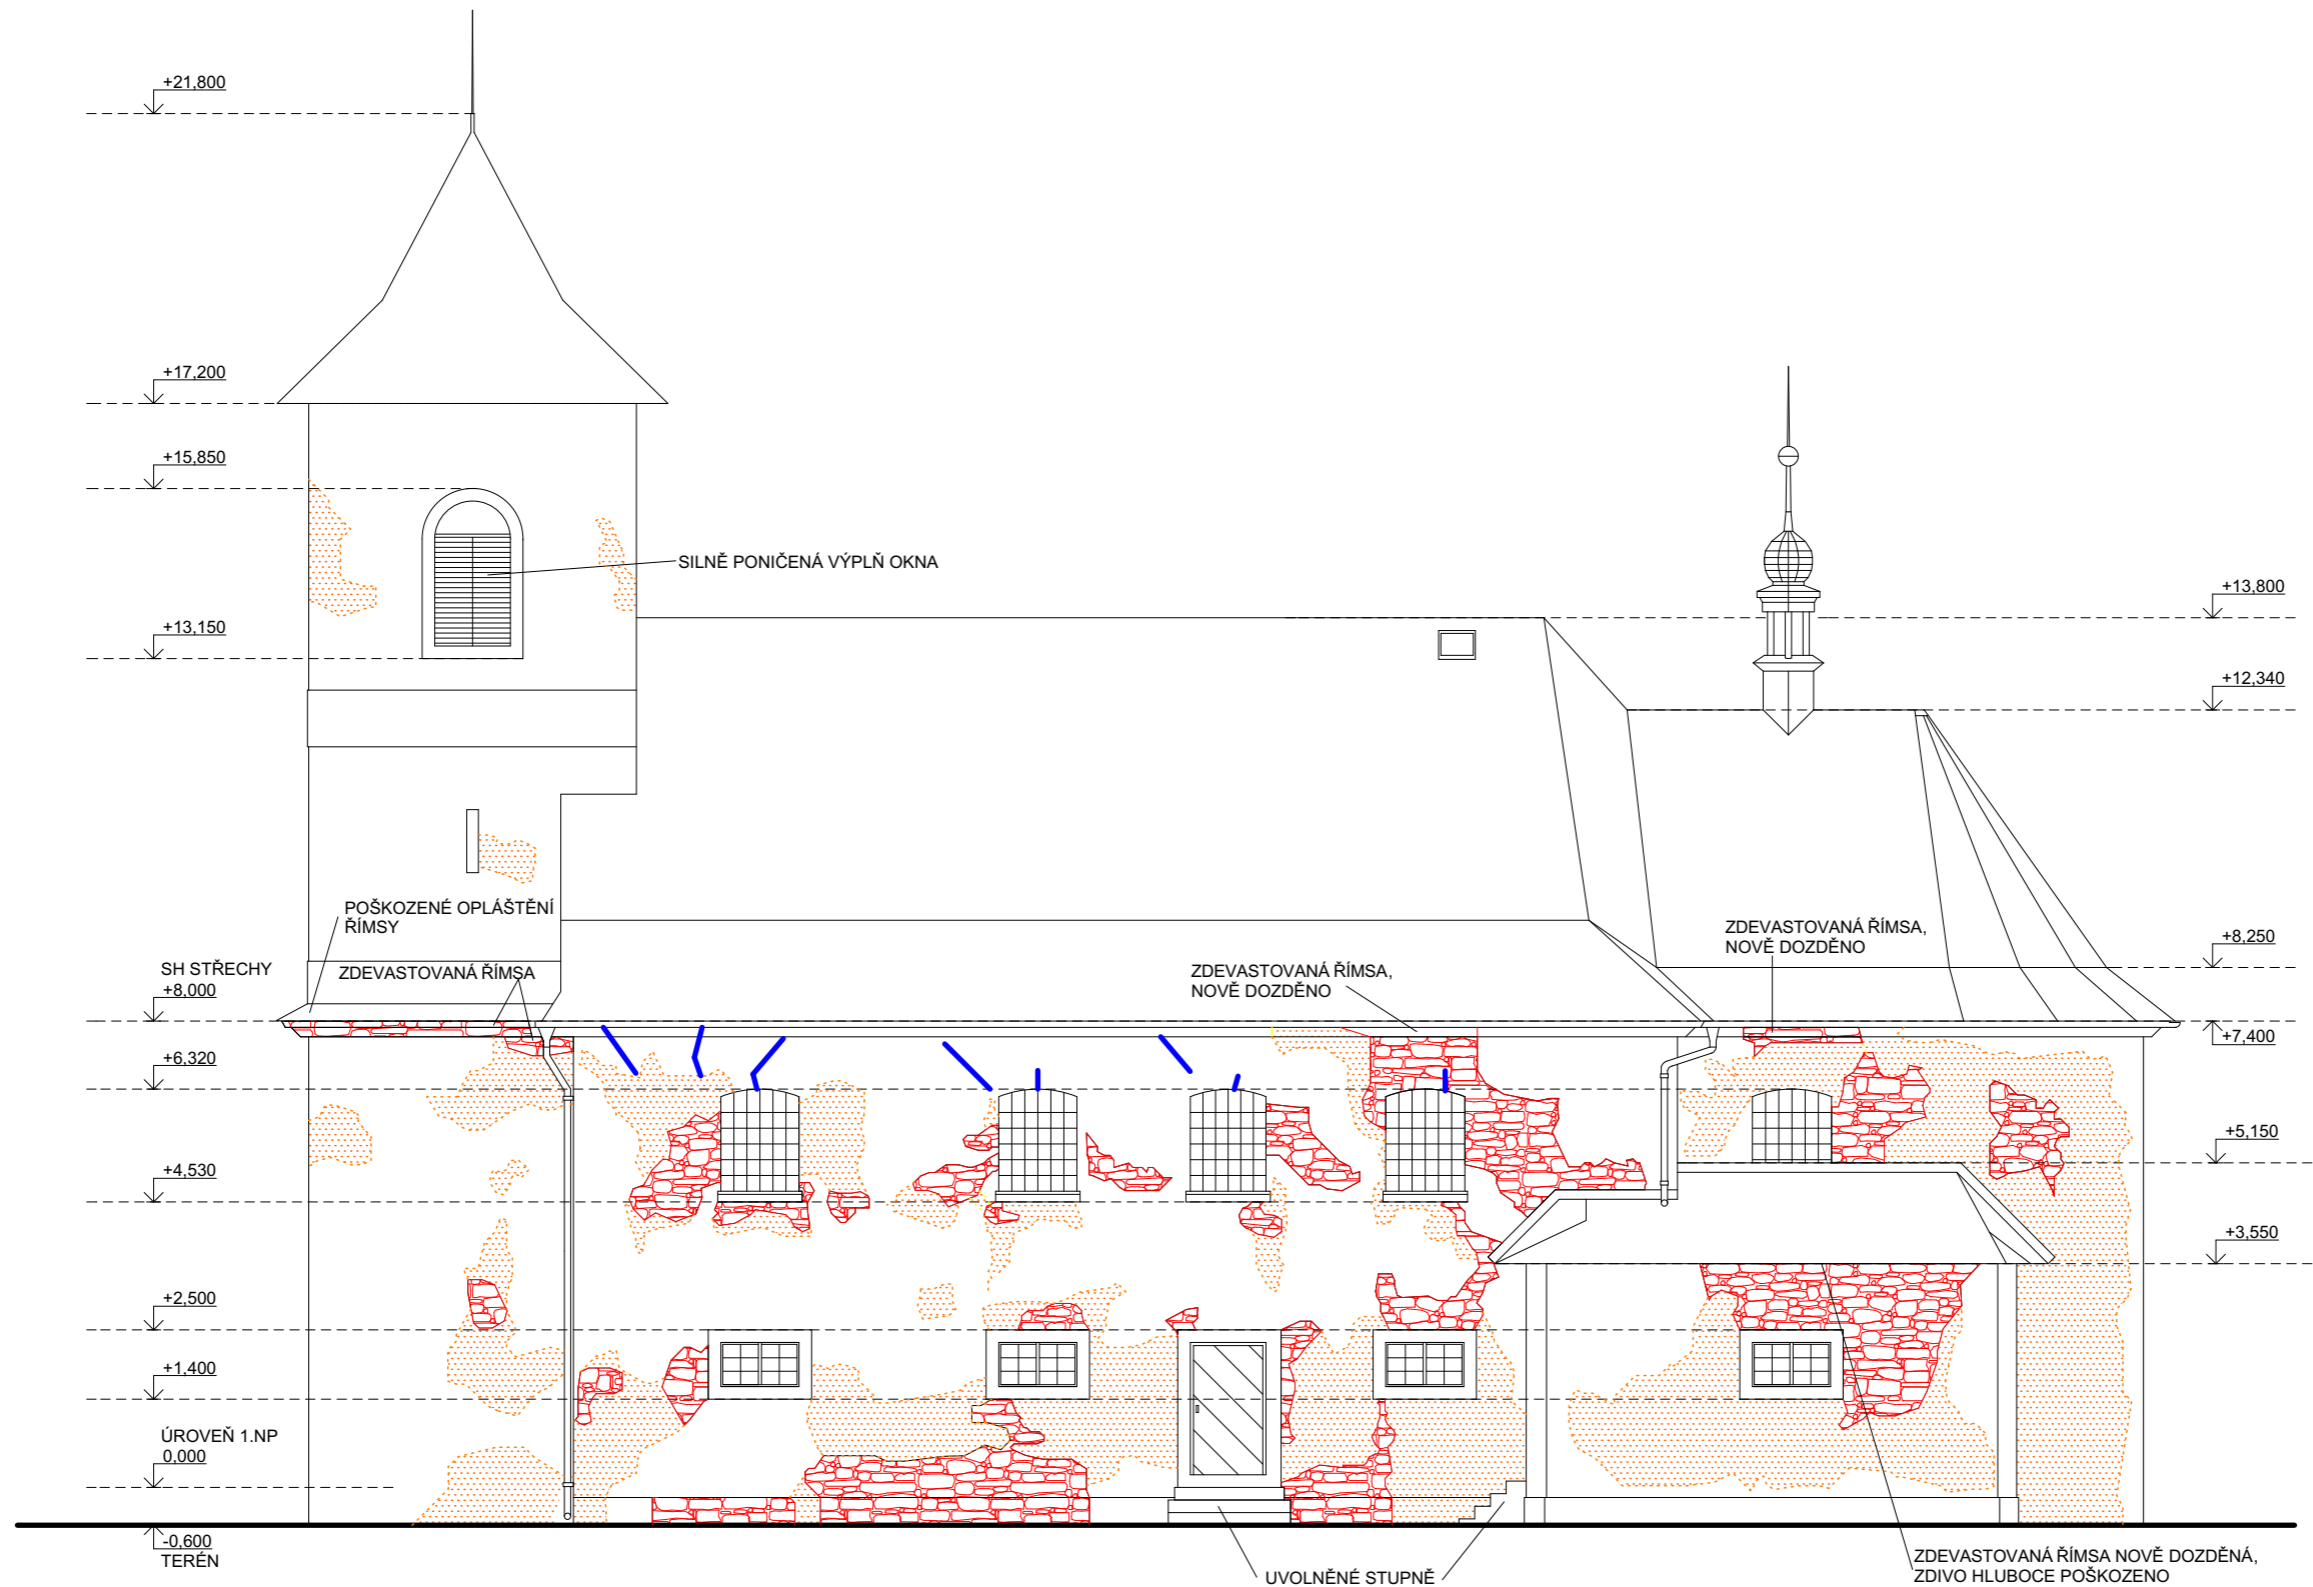 +21,800
+17,200
+15,850
SILNĚ PONIČENÁ VÝPLŇ OKNA
+13,800
+13,150
+12,340
POŠKOZENÉ OPLÁŠTĚNÍ
ŘÍMSY
ZDEVASTOVANÁ ŘÍMSA,
NOVĚ DOZDĚNO
+8,250
SH STŘECHY
+8,000
ZDEVASTOVANÁ ŘÍMSA
ZDEVASTOVANÁ ŘÍMSA,
NOVĚ DOZDĚNO
+7,400
+6,320
+5,150
+4,530
+3,550
+2,500
+1,400
ÚROVEŇ 1.NP
0,000
-0,600
TERÉN
UVOLNĚNÉ STUPNĚ
ZDEVASTOVANÁ ŘÍMSA NOVĚ DOZDĚNÁ,
ZDIVO HLUBOCE POŠKOZENO